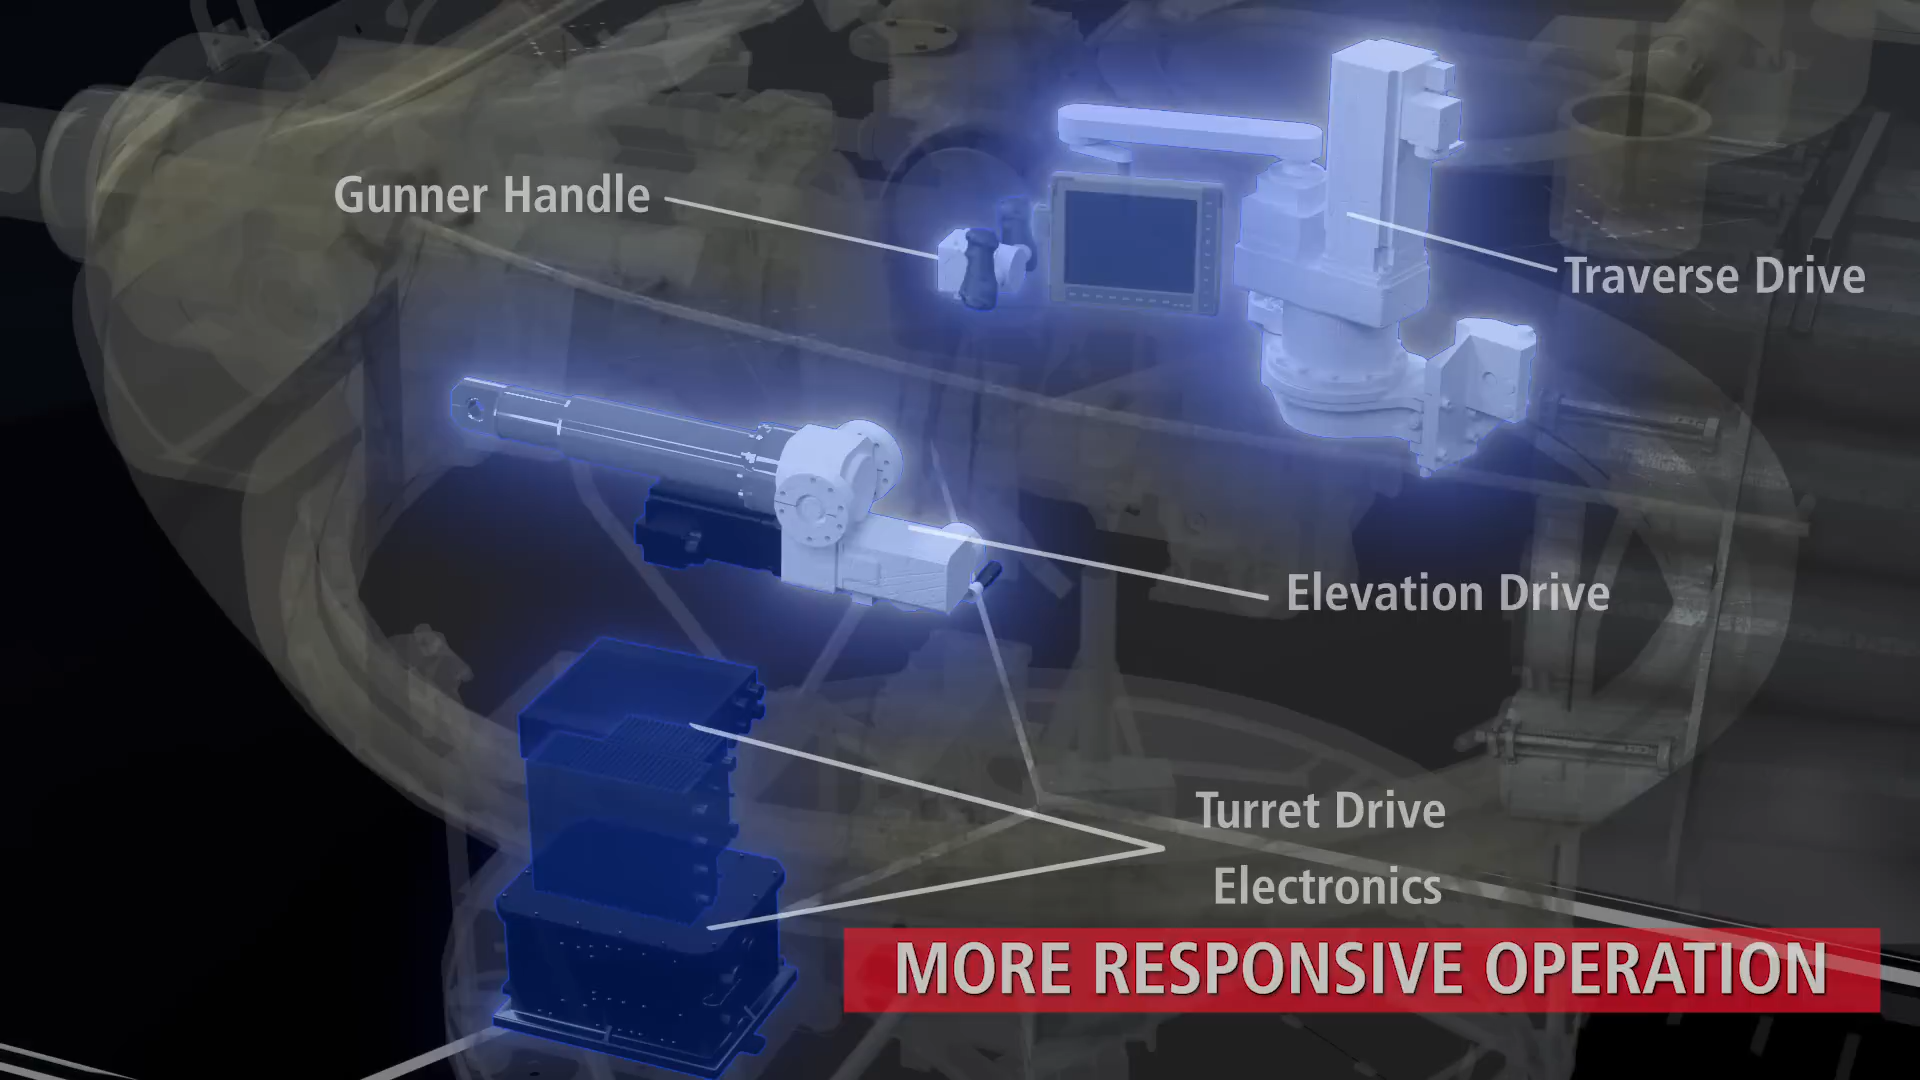 Gunner Handle
Traverse Drive
Elevation Drive
Turret Drive
Electronics
MORE RESPONSIVE OPERATION